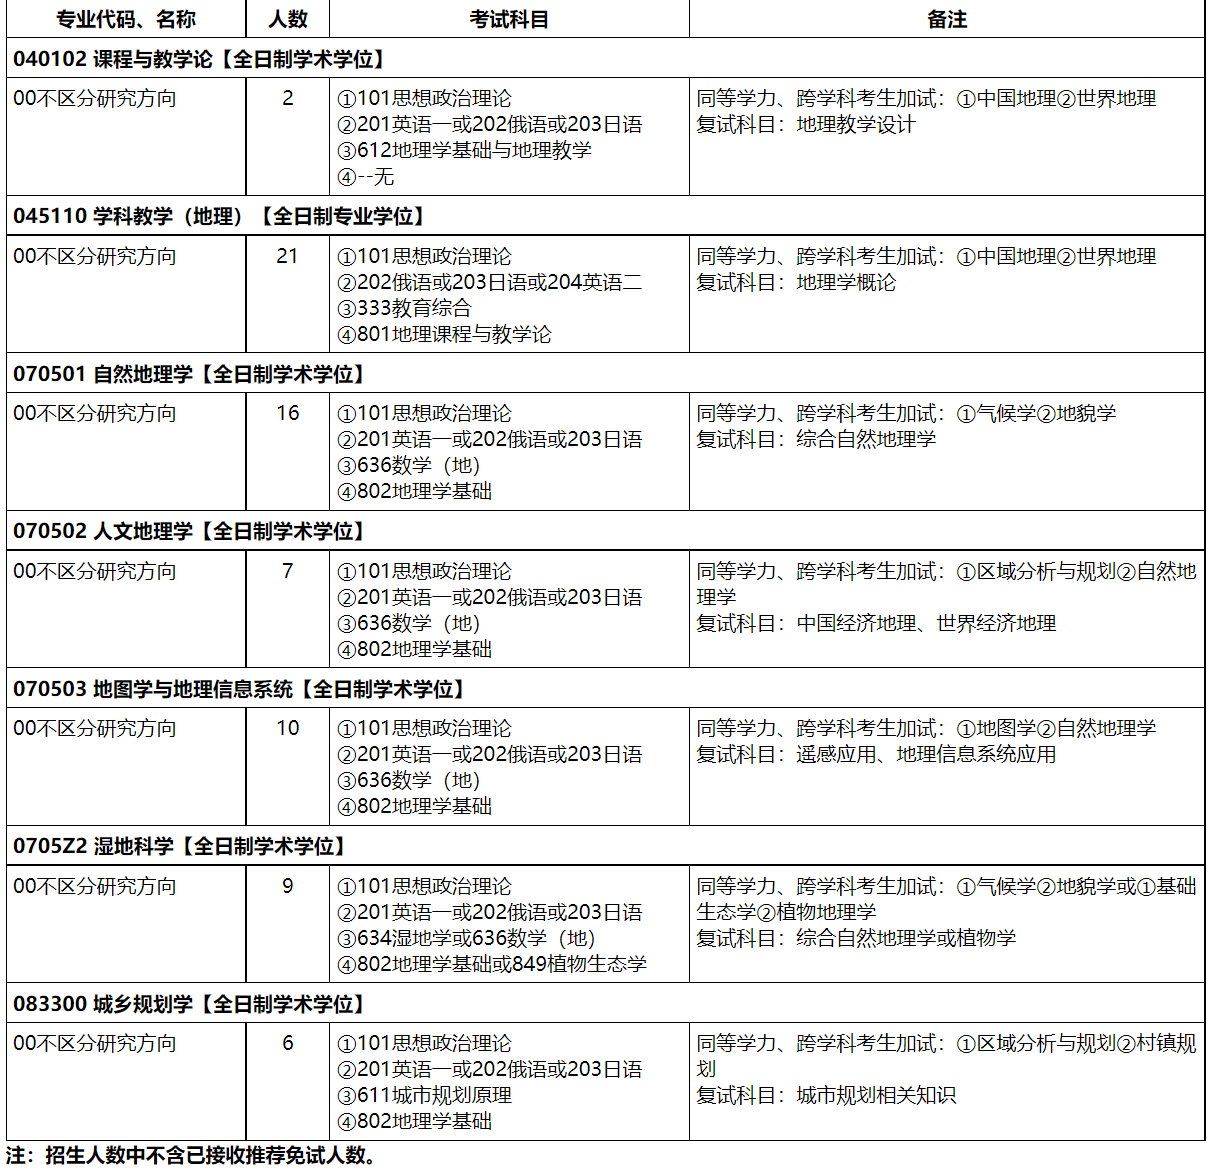 专业代码、名称 人数 考试科目 备注
040102 课程与教学论【全日制学术学位】
00不区分研究方向 2 ①101思想政治理论 同等学力、跨学科考生加试：①中国地理②世界地理
②201英语一或202俄语或203日语 复试科目：地理教学设计
③612地理学基础与地理教学
④--无
045110 学科教学（地理）【全日制专业学位】
00不区分研究方向 21 ①101思想政治理论 同等学力、跨学科考生加试：①中国地理②世界地理
②202俄语或203日语或204英语二 复试科目：地理学概论
③333教育综合
④801地理课程与教学论
070501 自然地理学【全日制学术学位】
00不区分研究方向 16 ①101思想政治理论 同等学力、跨学科考生加试：①气候学②地貌学
②201英语一或202俄语或203日语 复试科目：综合自然地理学
③636数学（地）
④802地理学基础
070502 人文地理学【全日制学术学位】
00不区分研究方向 7 ①101思想政治理论 同等学力、跨学科考生加试：①区域分析与规划②自然地
②201英语一或202俄语或203日语 理学
③636数学（地） 复试科目：中国经济地理、世界经济地理
④802地理学基础
070503 地图学与地理信息系统【全日制学术学位】
00不区分研究方向 10 ①101思想政治理论 同等学力、跨学科考生加试：①地图学②自然地理学
②201英语一或202俄语或203日语 复试科目：遥感应用、地理信息系统应用
③636数学（地）
④802地理学基础
0705Z2 湿地科学【全日制学术学位】
00不区分研究方向 9 ①101思想政治理论 同等学力、跨学科考生加试：①气候学②地貌学或①基础
②201英语一或202俄语或203日语 生态学②植物地理学
③634湿地学或636数学（地） 复试科目：综合自然地理学或植物学
④802地理学基础或849植物生态学
083300 城乡规划学【全日制学术学位】
00不区分研究方向 6 ①101思想政治理论 同等学力、跨学科考生加试：①区域分析与规划②村镇规
②201英语一或202俄语或203日语 划
③611城市规划原理 复试科目：城市规划相关知识
④802地理学基础
注：招生人数中不含已接收推荐免试人数。